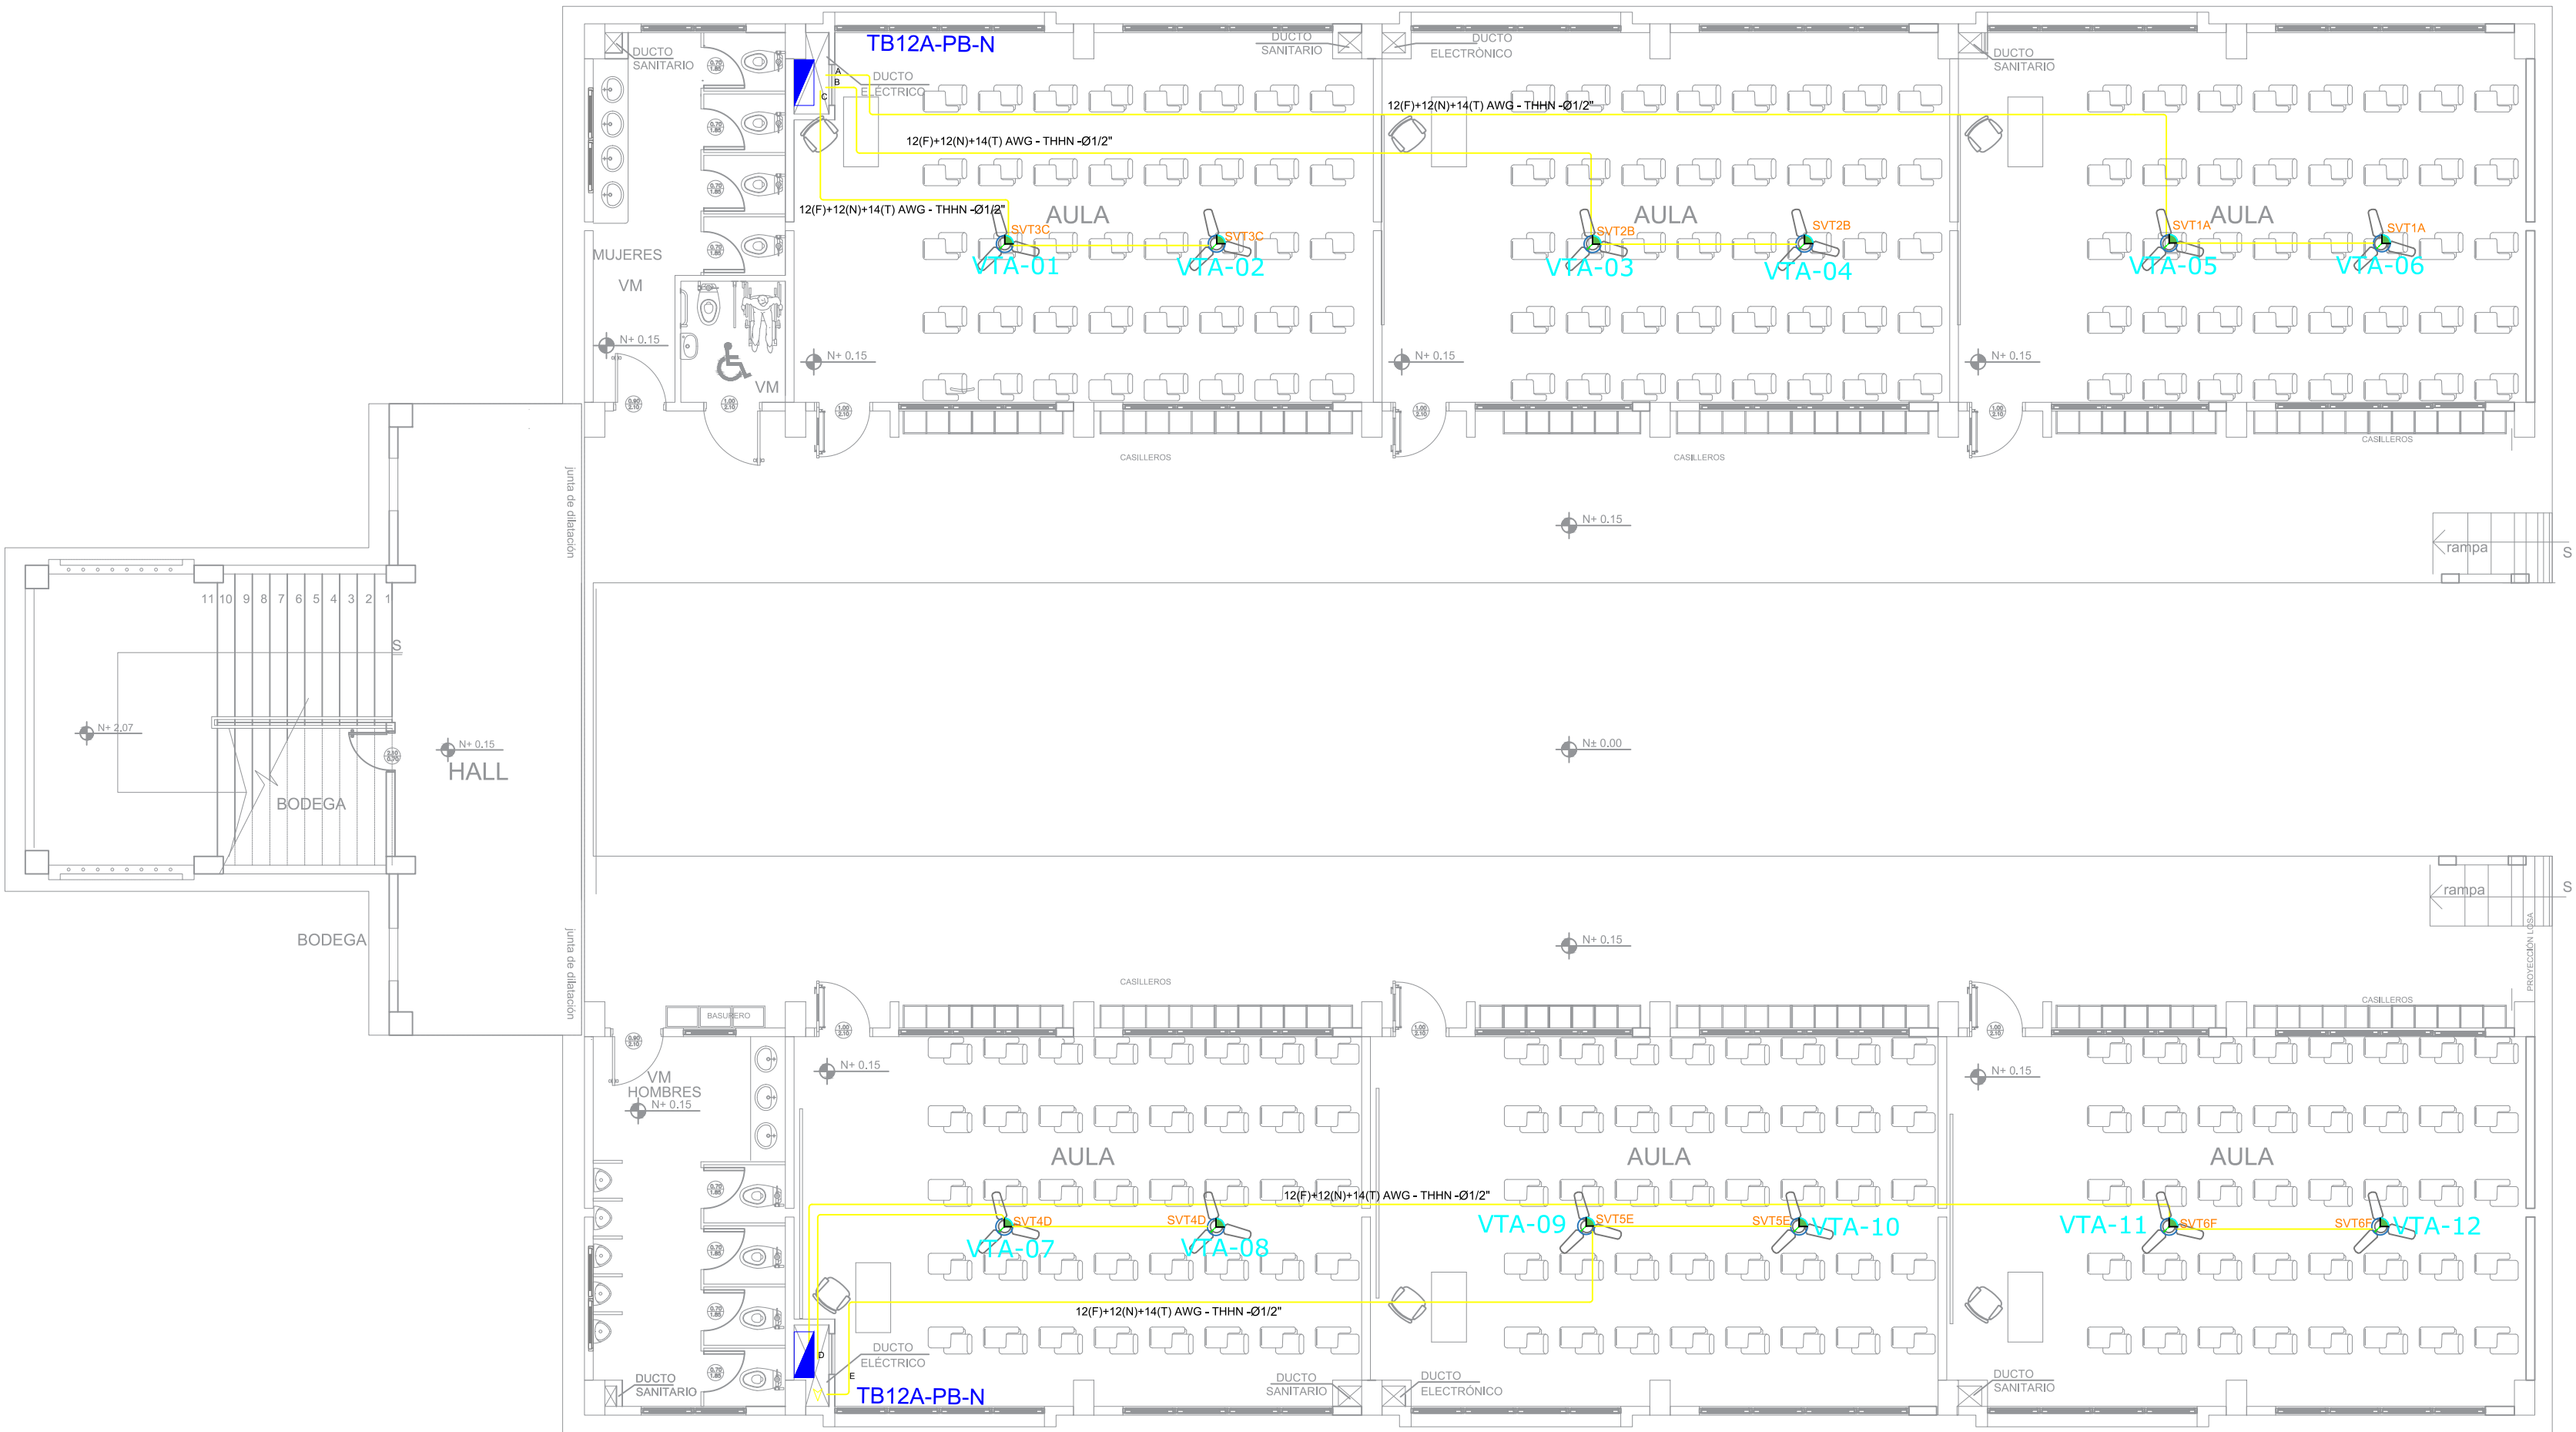 TB12A-PB-N
DUCTO
SANITARIO
DUCTO
ELÉCTRICO
A
B
C
DUCTO
SANITARIO
DUCTO
ELECTRÓNICO
DUCTO
SANITARIO
12(F)+12(N)+14(T) AWG - THHN -Ø1/2"
12(F)+12(N)+14(T) AWG - THHN -Ø1/2"
12(F)+12(N)+14(T) AWG - THHN -Ø1/2"
AULA
AULA
AULA
SVT3C
SVT3C
SVT2B
SVT2B
SVT1A
SVT1A
VTA-01
VTA-02
VTA-03
VTA-04
VTA-05
VTA-06
MUJERES
VM
N+ 0.15
VM
N+ 0.15
N+ 0.15
N+ 0.15
CASILLEROS
CASILLEROS
CASILLEROS
junta de dilatación
N+ 0.15
rampa
S
11 10 9 8 7 6 5 4 3 2 1
S
N+ 2.07
N+ 0.15
HALL
BODEGA
N± 0.00
BODEGA
junta de dilatación
N+ 0.15
rampa
S
PROYECCIÓN LOSA
CASILLEROS
CASILLEROS
BASURERO
VM
HOMBRES
N+ 0.15
N+ 0.15
N+ 0.15
AULA
AULA
AULA
12(F)+12(N)+14(T) AWG - THHN -Ø1/2"
SVT4D
SVT4D
SVT5E
SVT5E
SVT6F
SVT6F
VTA-07
VTA-08
VTA-09
VTA-10
VTA-11
VTA-12
12(F)+12(N)+14(T) AWG - THHN -Ø1/2"
D
E
DUCTO
ELÉCTRICO
TB12A-PB-N
DUCTO
SANITARIO
DUCTO
SANITARIO
DUCTO
ELECTRÓNICO
DUCTO
SANITARIO